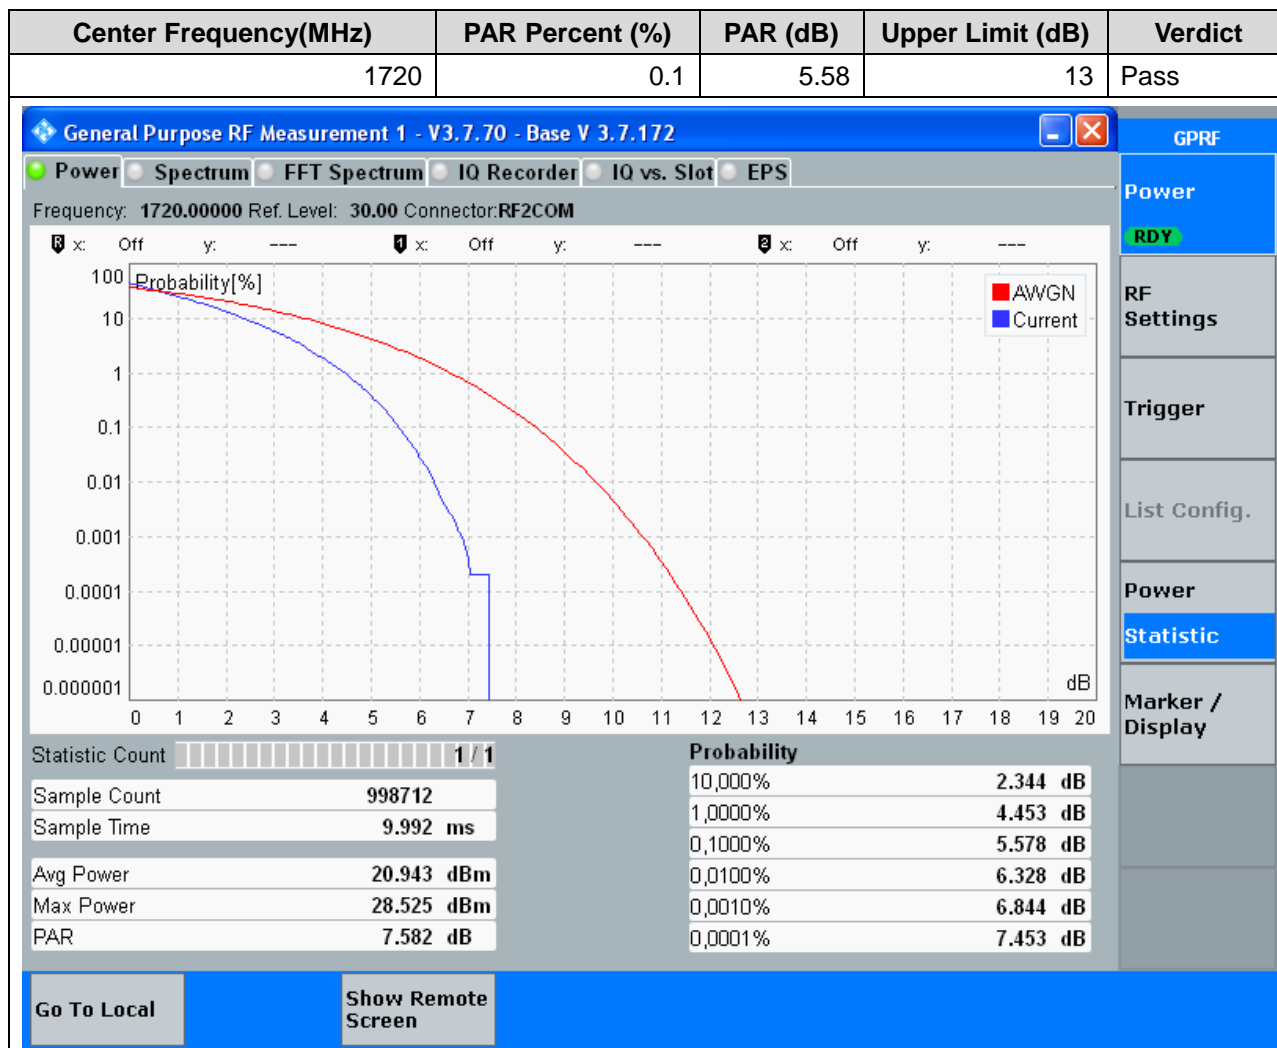 Center Frequency(MHz) PAR Percent (%) PAR (dB) Upper Limit (dB) Verdict
1720 0.1 5.58 13 Pass
General Purpose RF Measurement 1 - V3.7.70 - Base V 3.7.172
GPRF
Power Spectrum FFT Spectrum IQ Recorder IQ vs. Slot EPS
Power
RDY
Frequency: 1720.00000 Ref. Level: 30.00 Connector:RF2COM
R x: Off y: --- 1 x: Off y: --- 2 x: Off y: ---
Probability[%]
AWGN
Current
100
10
1
0.1
0.01
0.001
0.0001
0.00001
0.000001
dB
0 1 2 3 4 5 6 7 8 9 10 11 12 13 14 15 16 17 18 19 20
RF
Settings
Trigger
List Config.
Power
Statistic
Marker /
Display
Statistic Count 1 / 1
Sample Count 998712
Sample Time 9.992 ms
Avg Power 20.943 dBm
Max Power 28.525 dBm
PAR 7.582 dB
Probability
10,000% 2.344 dB
1,0000% 4.453 dB
0,1000% 5.578 dB
0,0100% 6.328 dB
0,0010% 6.844 dB
0,0001% 7.453 dB
Go To Local
Show Remote
Screen